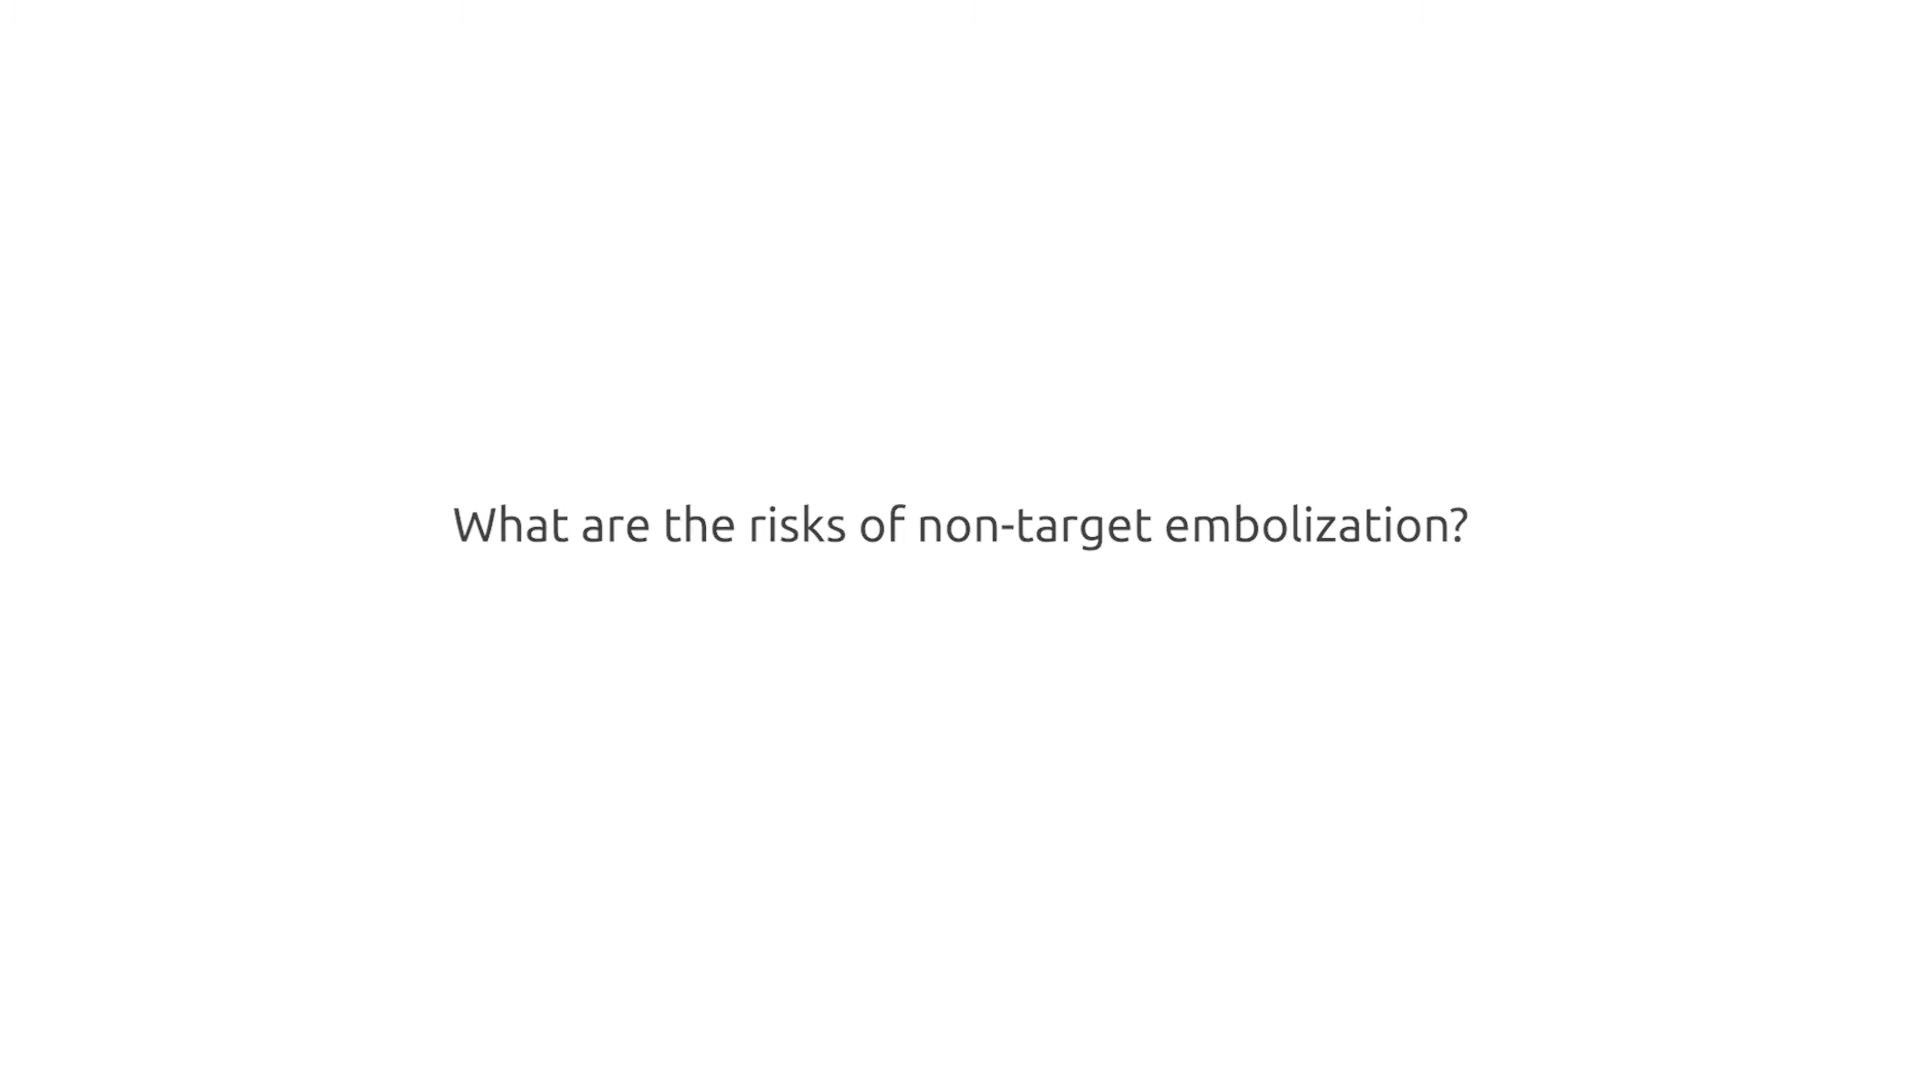 What are the risks of non-target embolization?